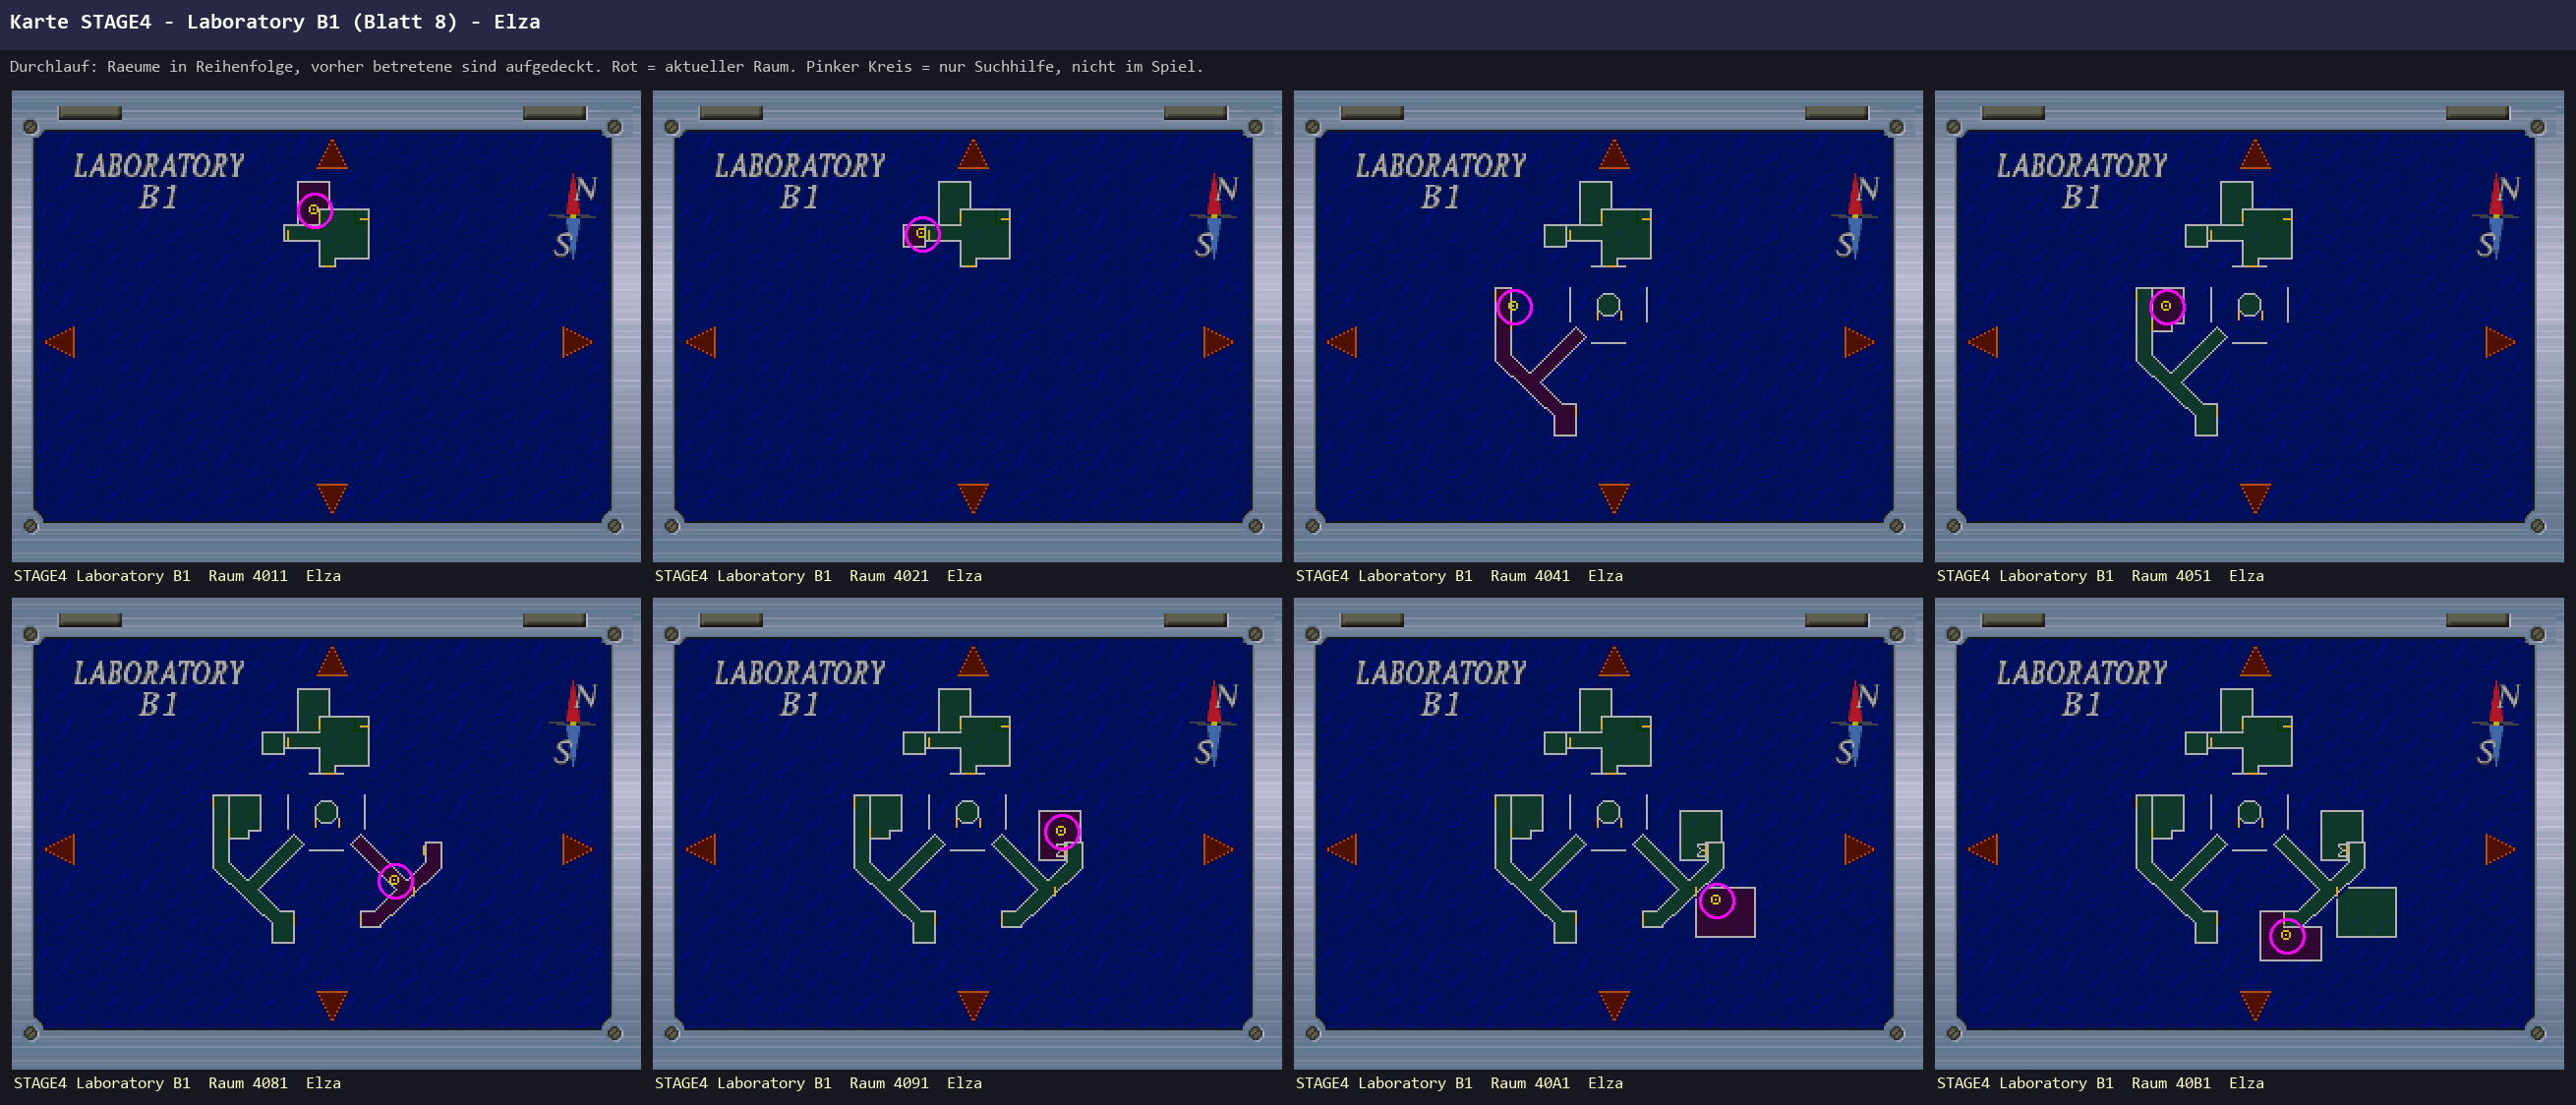 Karte STAGE4 - Laboratory B1 (Blatt 8) - Elza
Durchlauf: Raeume in Reihenfolge, vorher betretene sind aufgedeckt. Rot = aktueller Raum. Pinker Kreis = nur Suchhilfe, nicht im Spiel.
LABORATORY
B1
N
S
STAGE4 Laboratory B1 Raum 4011 Elza
LABORATORY
B1
N
S
STAGE4 Laboratory B1 Raum 4021 Elza
LABORATORY
B1
N
S
STAGE4 Laboratory B1 Raum 4041 Elza
LABORATORY
B1
N
S
STAGE4 Laboratory B1 Raum 4051 Elza
LABORATORY
B1
N
S
STAGE4 Laboratory B1 Raum 4081 Elza
LABORATORY
B1
N
S
STAGE4 Laboratory B1 Raum 4091 Elza
LABORATORY
B1
N
S
STAGE4 Laboratory B1 Raum 40A1 Elza
LABORATORY
B1
N
S
STAGE4 Laboratory B1 Raum 40B1 Elza